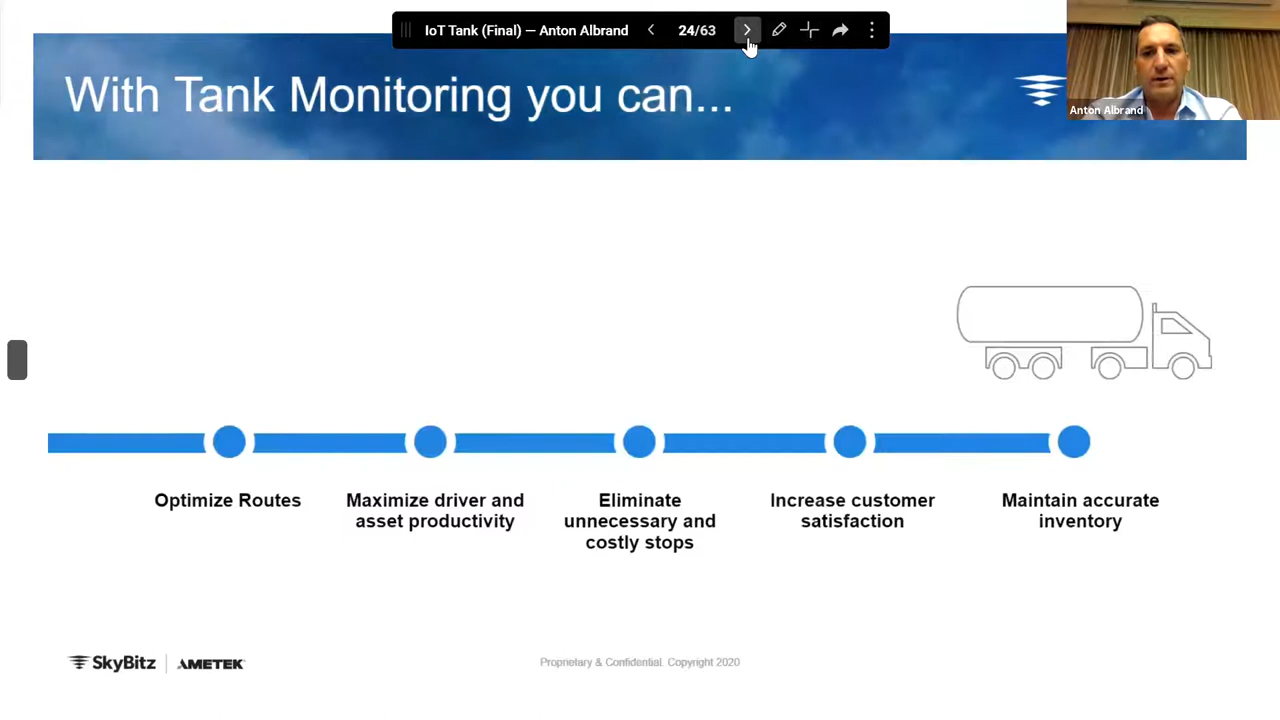 IoT Tank (Final) — Anton Albrand
24/63
With Tank Monitoring you can...
Anton Albrand
Optimize Routes
Maximize driver and
asset productivity
Eliminate
unnecessary and
costly stops
Increase customer
satisfaction
Maintain accurate
inventory
SkyBitz
AMETEK
Proprietary & Confidential. Copyright 2020